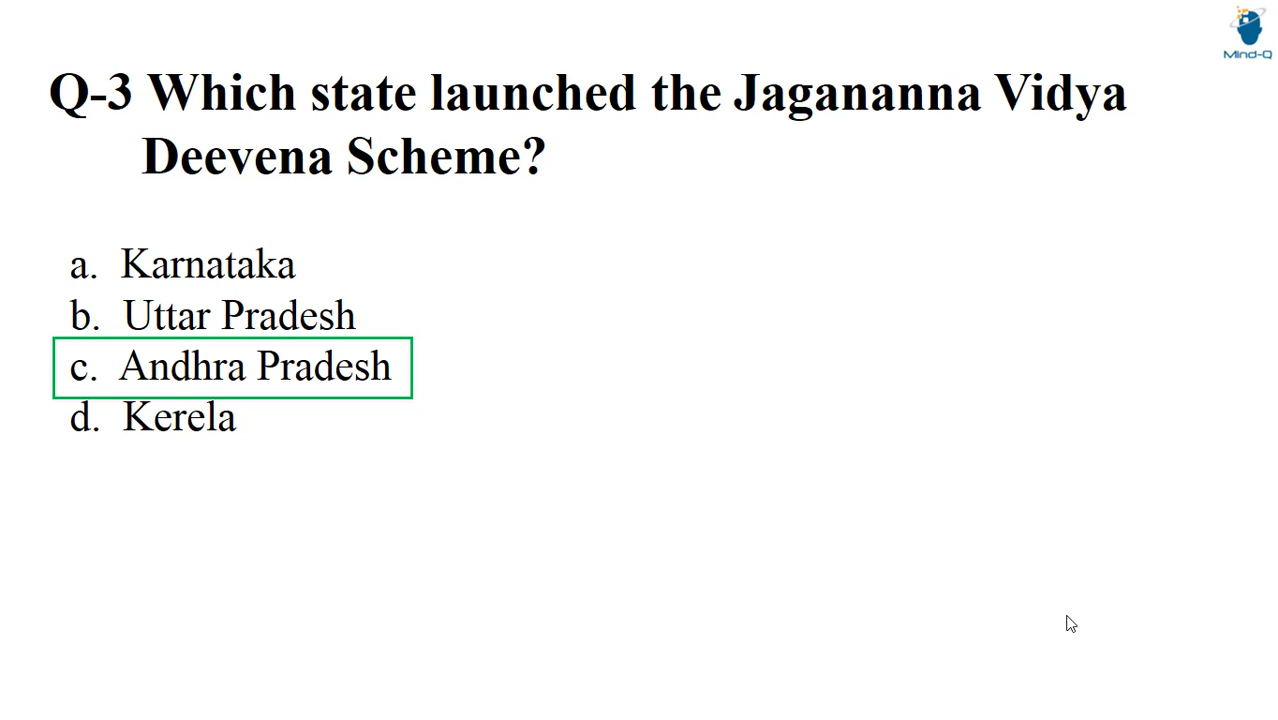 Mind-Q
Q-3 Which state launched the Jagananna Vidya
Deevena Scheme?
a. Karnataka
b. Uttar Pradesh
c. Andhra Pradesh
d. Kerela